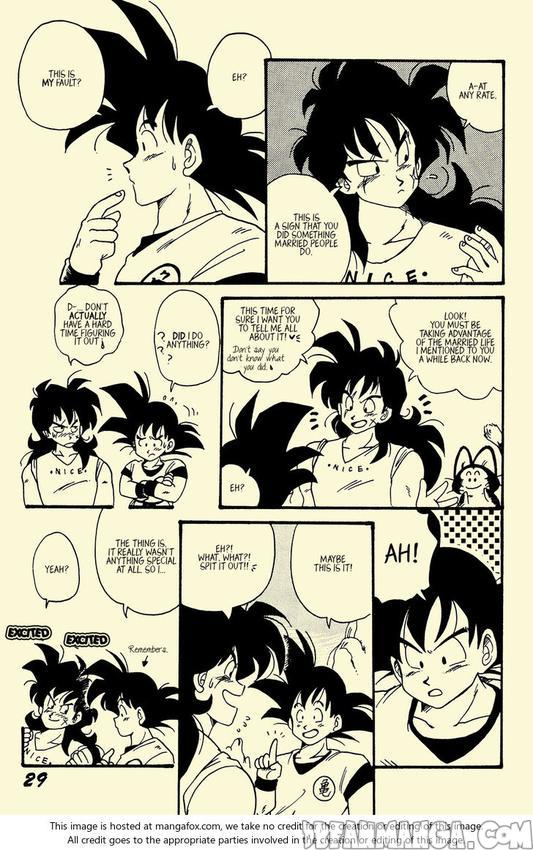 A-AT
ANY RATE.
THIS IS
A SIGN THAT YOU
DID SOMETHING
MARRIED PEOPLE
DO.
NICE
EH?
THIS IS
MY FAULT?
LOOK!
YOU MUST BE
TAKING ADVANTAGE
OF THE MARRIED LIFE
I MENTIONED TO YOU
A WHILE BACK NOW.
THIS TIME FOR
SURE I WANT YOU
TO TELL ME ALL
ABOUT IT!
Don't say you
don't know what
you did.
NICE
EH?
? DID I DO
ANYTHING?
?
?
D-... DON'T
ACTUALLY
HAVE A HARD
TIME FIGURING
IT OUT
NICE
AH!
MAYBE
THIS IS IT!
EH?!
WHAT, WHAT?!
SPIT IT OUT!!
亀
THE THING IS,
IT REALLY WASN'T
ANYTHING SPECIAL
AT ALL. SO I...
YEAH?
EXCITED
EXCITED
Remembers.
29
This image is hosted at mangafox.com, we take no credit for the creation or editing of this image.
All credit goes to the appropriate parties involved in the creation or editing of this image.
WEANMANGA.COM